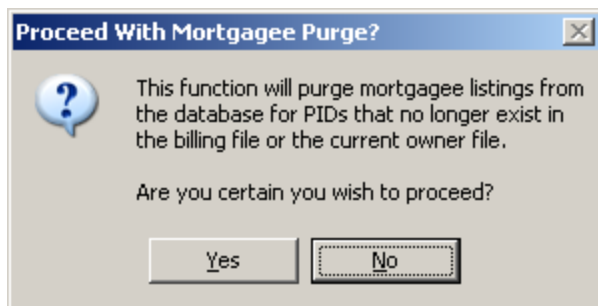 Proceed With Mortgagee Purge?
This function will purge mortgagee listings from
the database for PIDs that no longer exist in
the billing file or the current owner file.
Are you certain you wish to proceed?
Yes No